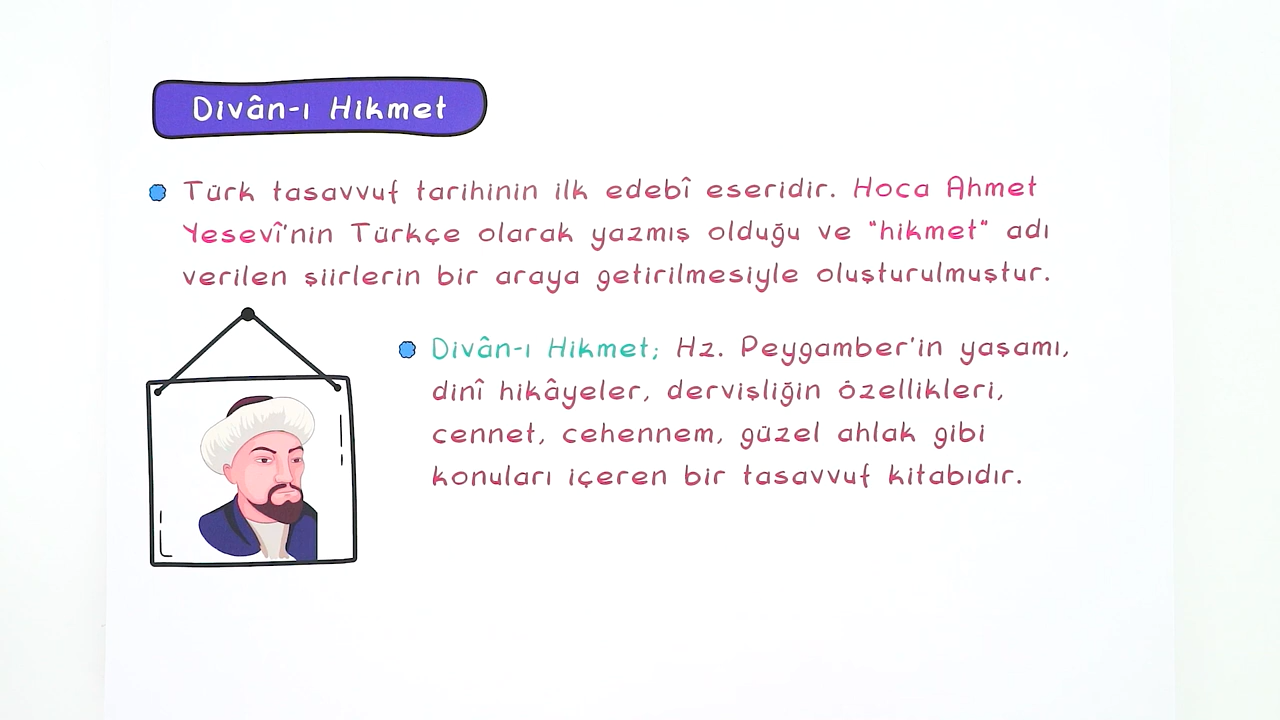 Divân-ı Hikmet
Türk tasavvuf tarihinin ilk edebî eseridir. Hoca Ahmet
Yesevî'nin Türkçe olarak yazmış olduğu ve "hikmet" adı
verilen şiirlerin bir araya getirilmesiyle oluşturulmuştur.
Divân-ı Hikmet; Hz. Peygamber'in yaşamı,
dinî hikâyeler, dervişliğin özellikleri,
cennet, cehennem, güzel ahlak gibi
konuları içeren bir tasavvuf kitabıdır.